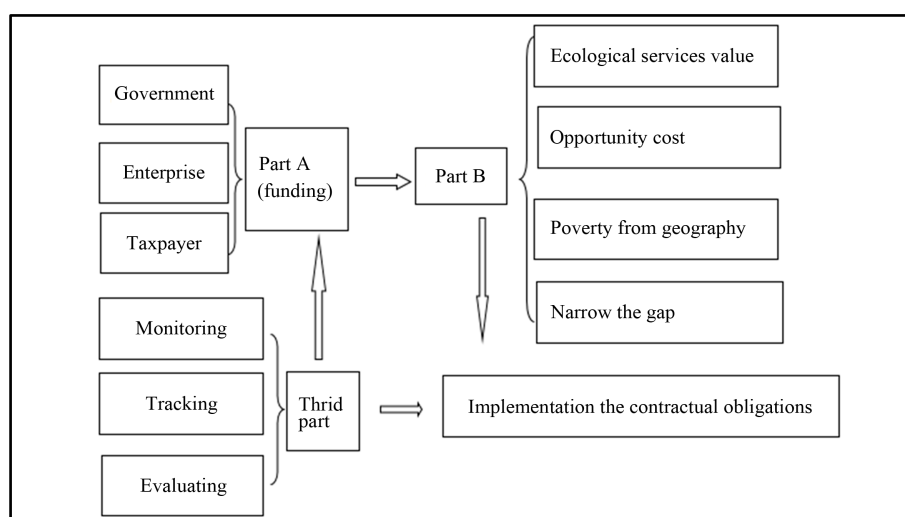 Government
Enterprise
Taxpayer
Part A
(funding)
Part B
Ecological services value
Opportunity cost
Poverty from geography
Narrow the gap
Monitoring
Tracking
Evaluating
Thrid
part
Implementation the contractual obligations